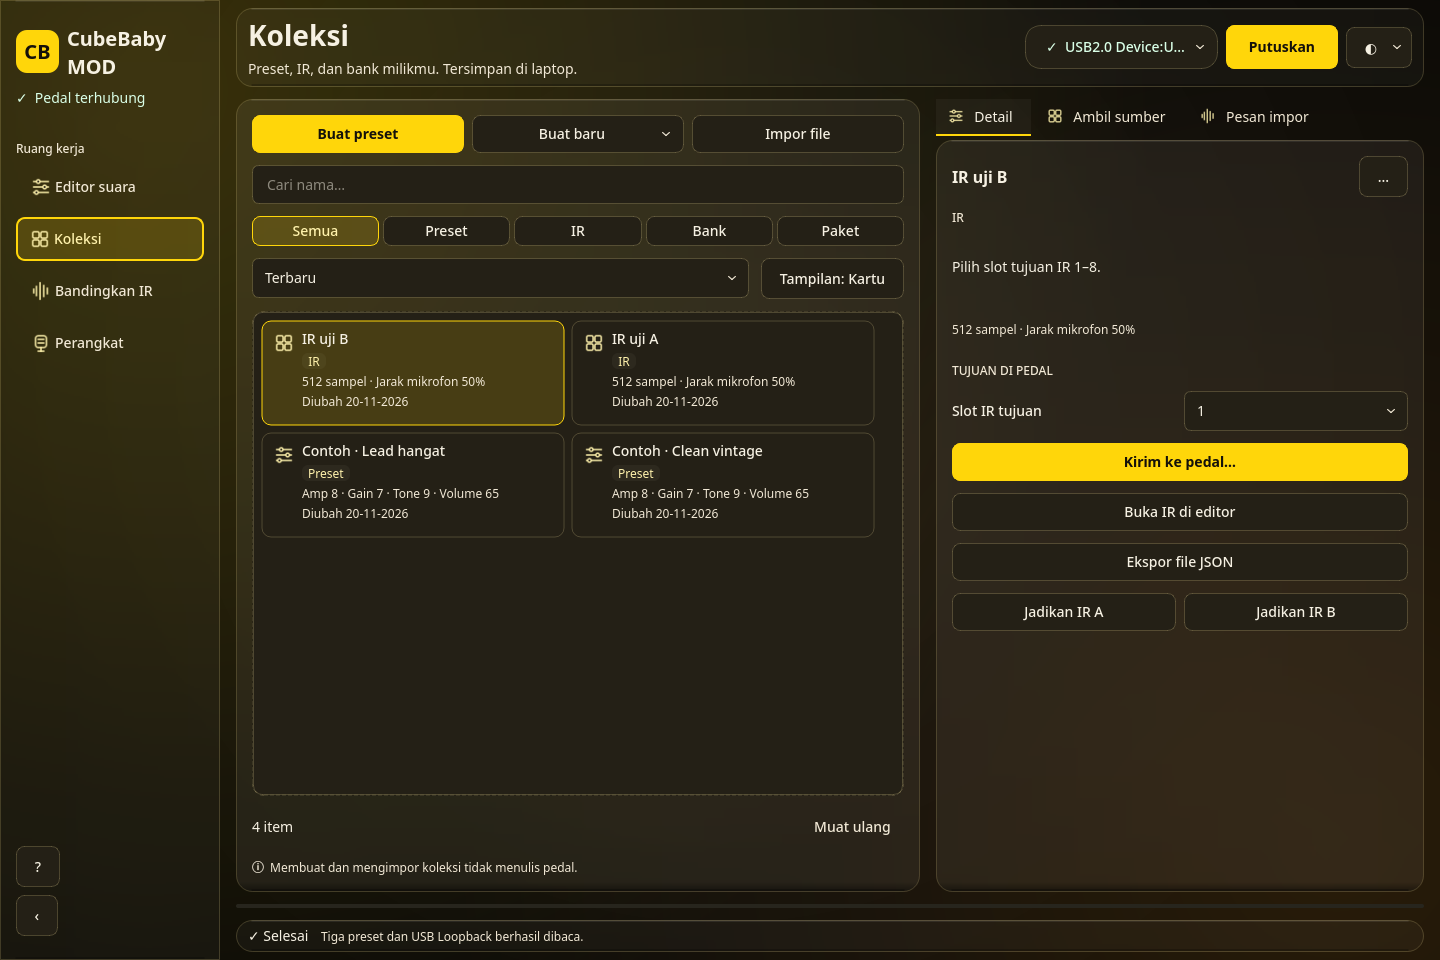 CB
CubeBaby
MOD
✓ Pedal terhubung
Ruang kerja
Editor suara
Koleksi
Bandingkan IR
Perangkat
?
‹
Koleksi
Preset, IR, dan bank milikmu. Tersimpan di laptop.
✓ USB2.0 Device:U...
Putuskan
Buat preset
Buat baru
Impor file
Cari nama...
Semua
Preset
IR
Bank
Paket
Terbaru
Tampilan: Kartu
IR uji B
IR
512 sampel · Jarak mikrofon 50%
Diubah 20-11-2026
IR uji A
IR
512 sampel · Jarak mikrofon 50%
Diubah 20-11-2026
Contoh · Lead hangat
Preset
Amp 8 · Gain 7 · Tone 9 · Volume 65
Diubah 20-11-2026
Contoh · Clean vintage
Preset
Amp 8 · Gain 7 · Tone 9 · Volume 65
Diubah 20-11-2026
4 item
Muat ulang
ⓘ Membuat dan mengimpor koleksi tidak menulis pedal.
Detail
Ambil sumber
Pesan impor
IR uji B
...
IR
Pilih slot tujuan IR 1–8.
512 sampel · Jarak mikrofon 50%
TUJUAN DI PEDAL
Slot IR tujuan
1
Kirim ke pedal...
Buka IR di editor
Ekspor file JSON
Jadikan IR A
Jadikan IR B
✓ Selesai
Tiga preset dan USB Loopback berhasil dibaca.